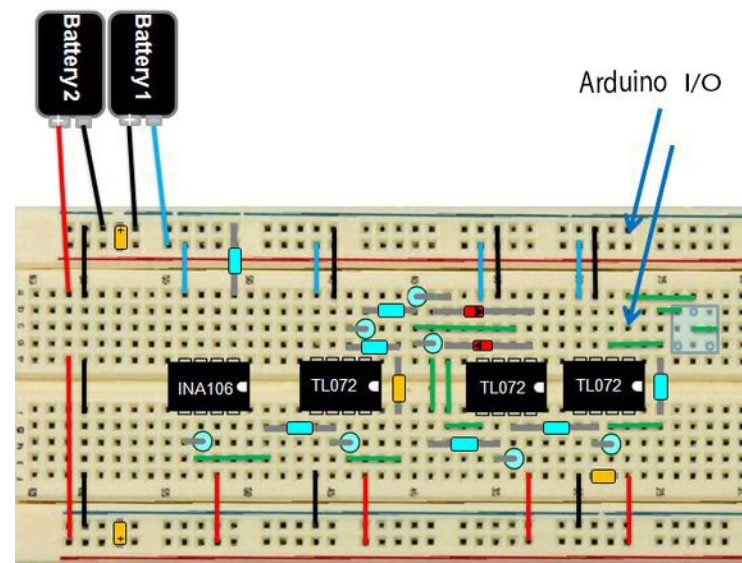 Battery 2
Battery 1
Arduino I/O
INA106
TL072
TL072
TL072